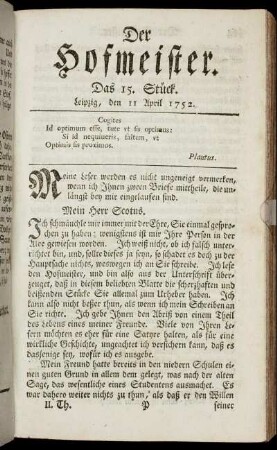 Der
Hofmeister.
Das 15. Stück.
Leipzig, den 11 April 1752.
Cogites
Id optimum esse, tute vt sis optimus:
Si id nequiueris, saltem, vt
Optimis sis proximus.
Plautus.
Meine Leser werden es nicht ungeneigt vermerken,
wenn ich Ihnen zween Briefe mittheile, die un-
längst bey mir eingelaufen sind.
Mein Herr Scotus,
Ich schmäuchle mir immer mit der Ehre, Sie einmal gespro-
chen zu haben; wenigstens ist mir Ihre Person in der
Allee gewiesen worden. Ich weiß nicht, ob ich falsch unter-
richtet bin, und, sollte dieses ja seyn, so schadet es doch zu der
Hauptsache nichts, weswegen ich an Sie schreibe. Ich lese
den Hofmeister, und bin also aus der Unterschrift über-
zeugt, daß in diesem beliebten Blatte die scherzhaften und
beißenden Stücke Sie allemal zum Urheber haben. Ich
kann also nicht besser thun, als wenn ich mein Schreiben an
Sie richte. Ich gebe Ihnen den Abriß von einem Theil
des Lebens eines meiner Freunde. Viele von Ihren Le-
sern möchten es eher für eine Satyre halten, als für eine
wirkliche Geschichte, ungeachtet ich versichern kann, daß es
dasjenige sey, wofür ich es ausgebe.
Mein Freund hatte bereits in den niedern Schulen ei-
nen guten Grund in allem dem gelegt, was nach der alten
Sage, das wesentliche eines Studentens ausmachet. Es
war dahero weiter nichts zu thun, als daß er den Willen
II. Th. P seiner